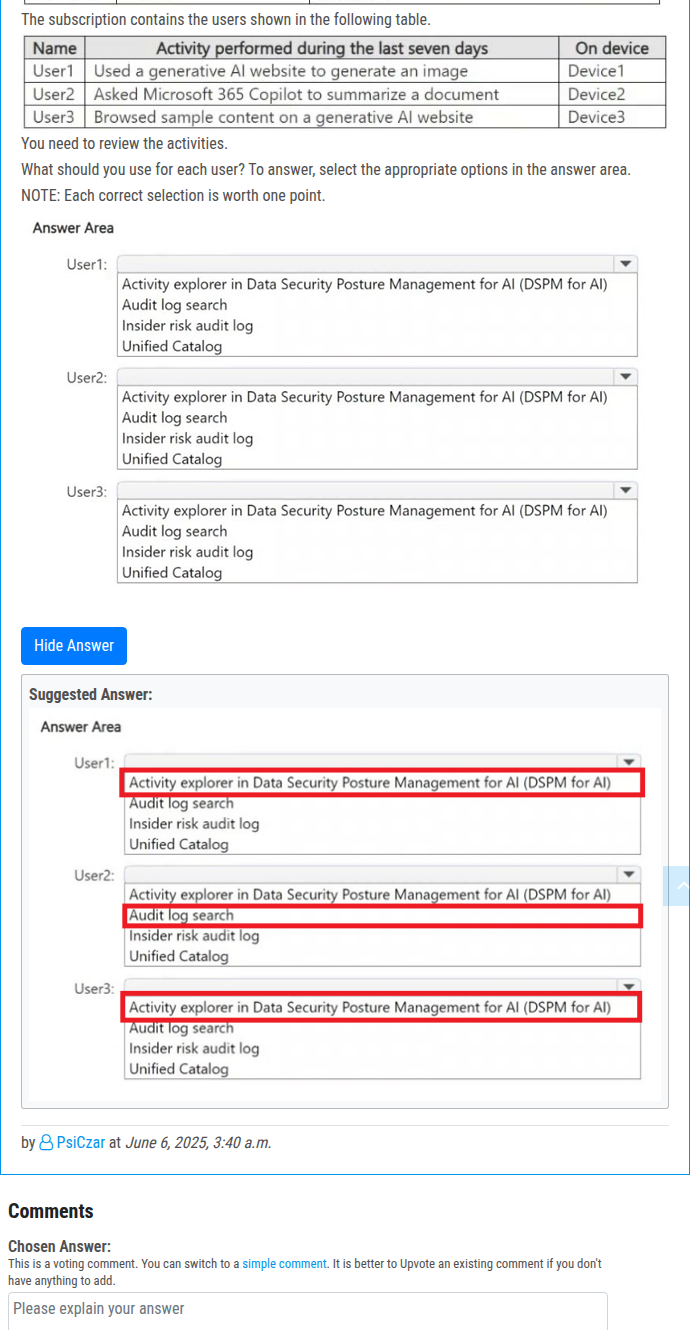 The subscription contains the users shown in the following table.
Name Activity performed during the last seven days On device
User1 Used a generative AI website to generate an image Device1
User2 Asked Microsoft 365 Copilot to summarize a document Device2
User3 Browsed sample content on a generative AI website Device3
You need to review the activities.
What should you use for each user? To answer, select the appropriate options in the answer area.
NOTE: Each correct selection is worth one point.
Answer Area
User1:
Activity explorer in Data Security Posture Management for AI (DSPM for AI)
Audit log search
Insider risk audit log
Unified Catalog
User2:
Activity explorer in Data Security Posture Management for AI (DSPM for AI)
Audit log search
Insider risk audit log
Unified Catalog
User3:
Activity explorer in Data Security Posture Management for AI (DSPM for AI)
Audit log search
Insider risk audit log
Unified Catalog
Hide Answer
Suggested Answer:
Answer Area
User1:
Activity explorer in Data Security Posture Management for AI (DSPM for AI)
Audit log search
Insider risk audit log
Unified Catalog
User2:
Activity explorer in Data Security Posture Management for AI (DSPM for AI)
Audit log search
Insider risk audit log
Unified Catalog
User3:
Activity explorer in Data Security Posture Management for AI (DSPM for AI)
Audit log search
Insider risk audit log
Unified Catalog
by PsiCzar at June 6, 2025, 3:40 a.m.
Comments
Chosen Answer:
This is a voting comment. You can switch to a simple comment. It is better to Upvote an existing comment if you don't
have anything to add.
Please explain your answer